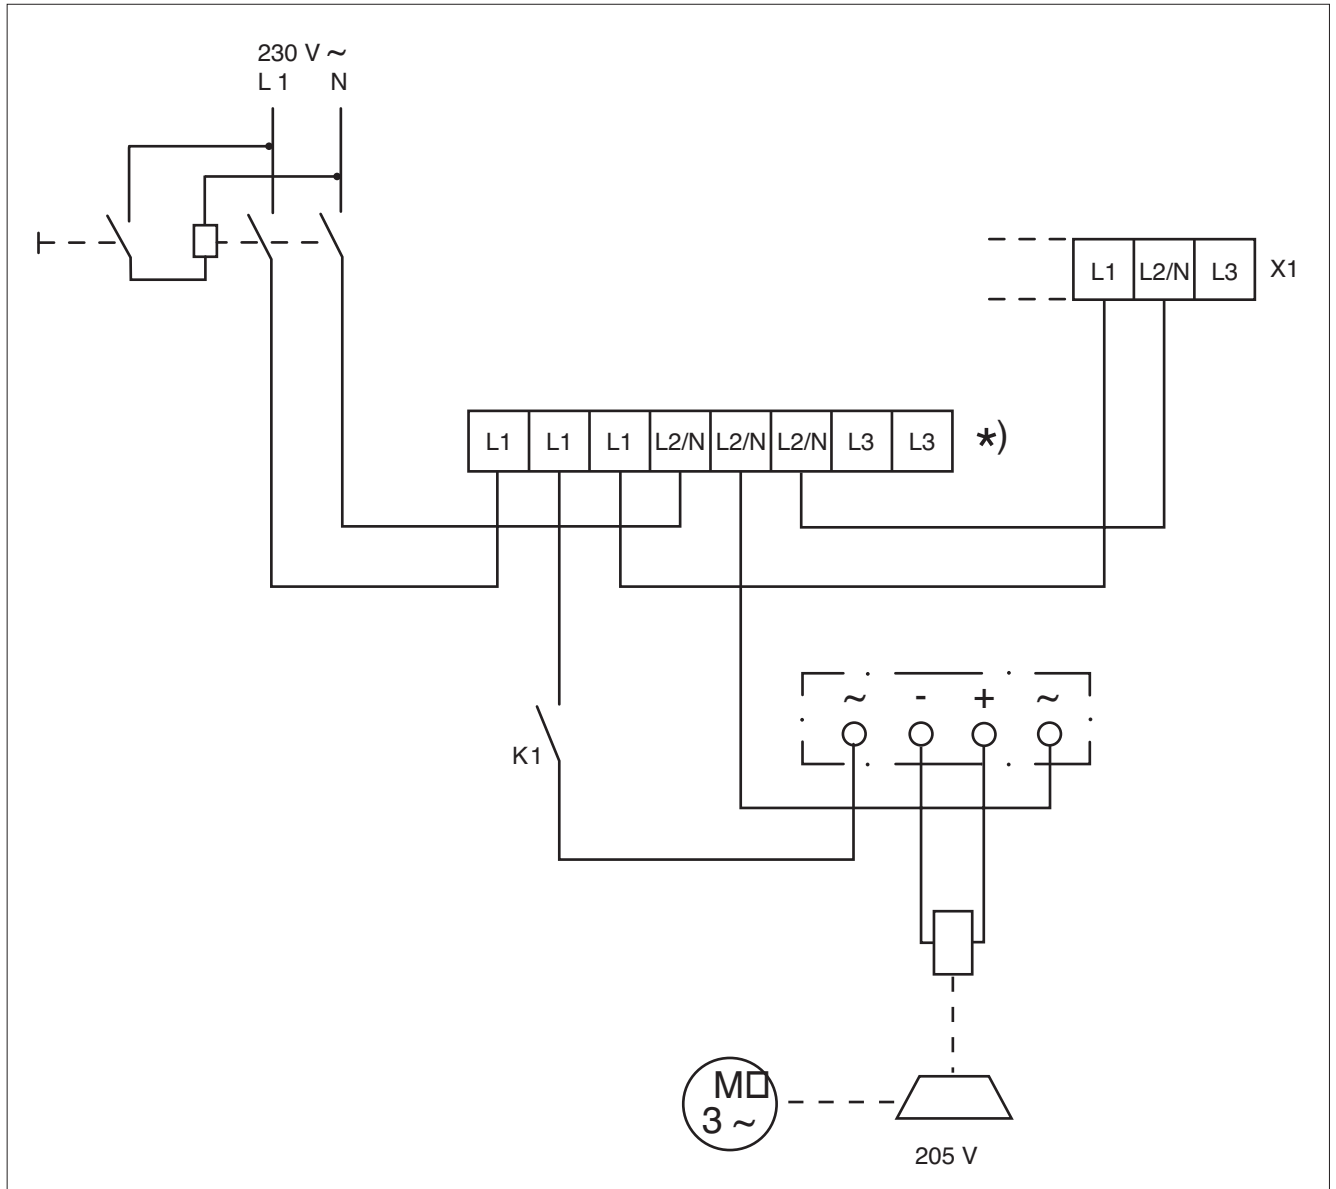 230 V ~
L 1 N
L1 L2/N L3 X1
L1 L1 L1 L2/N L2/N L2/N L3 L3 *)
~ - + ~
K1
M□
3 ~
205 V